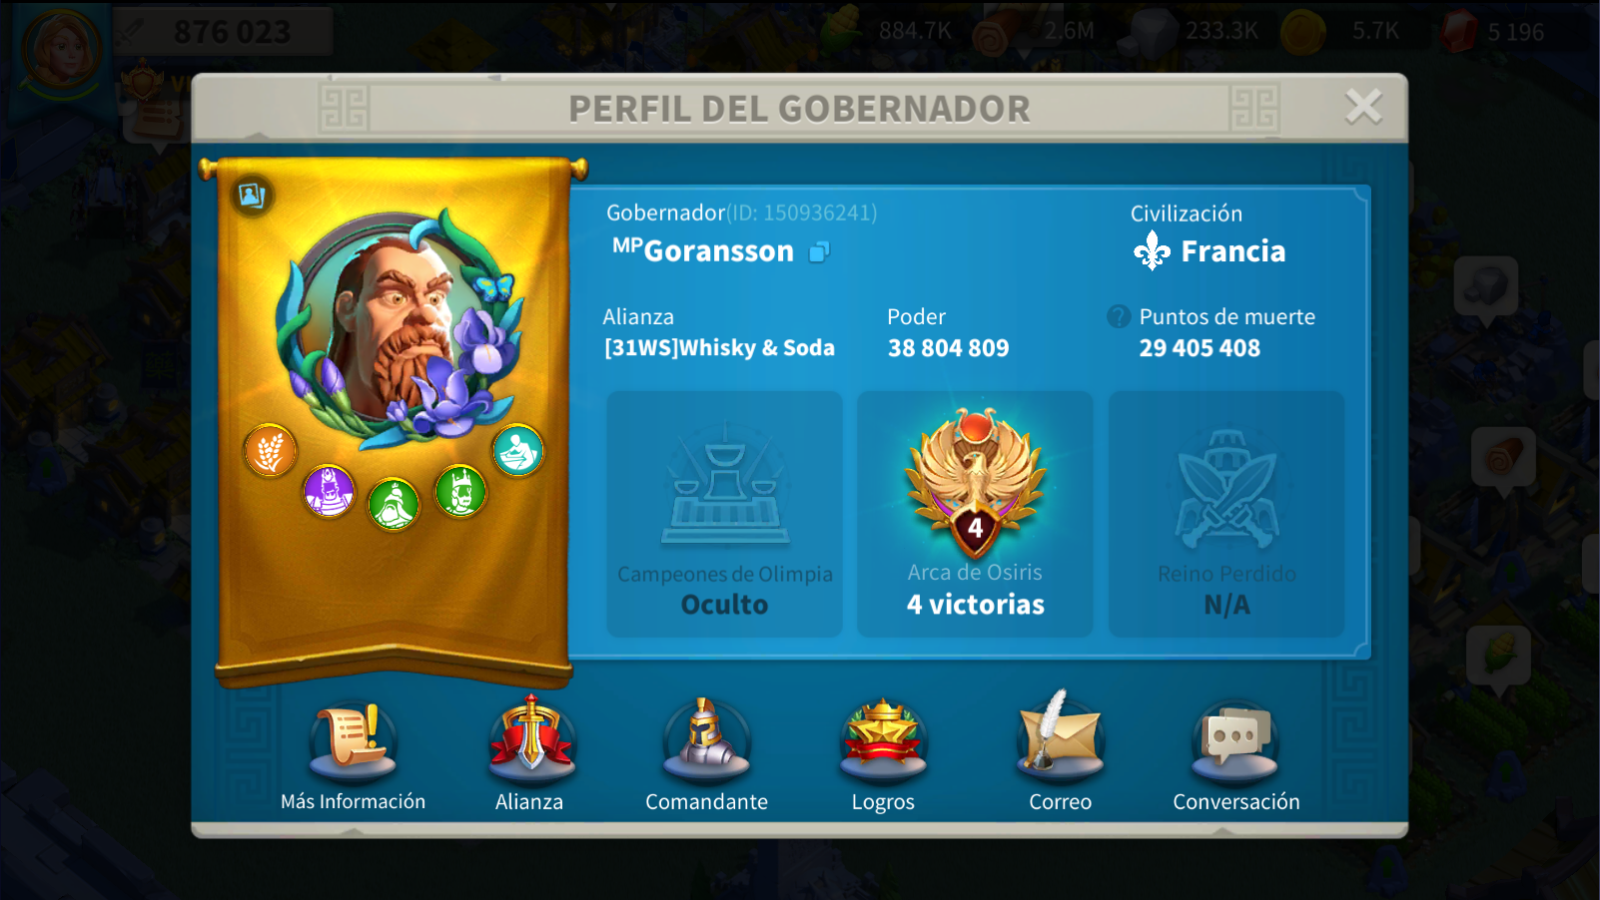 876 023
884.7K
2.6M
233.3K
5.7K
5 196
PERFIL DEL GOBERNADOR
Gobernador(ID: 150936241)
ᴹᴾGoransson
Civilización
Francia
Alianza
[31WS]Whisky & Soda
Poder
38 804 809
? Puntos de muerte
29 405 408
Campeones de Olimpia
Oculto
4
Arca de Osiris
4 victorias
Reino Perdido
N/A
Más Información
Alianza
Comandante
Logros
Correo
Conversación